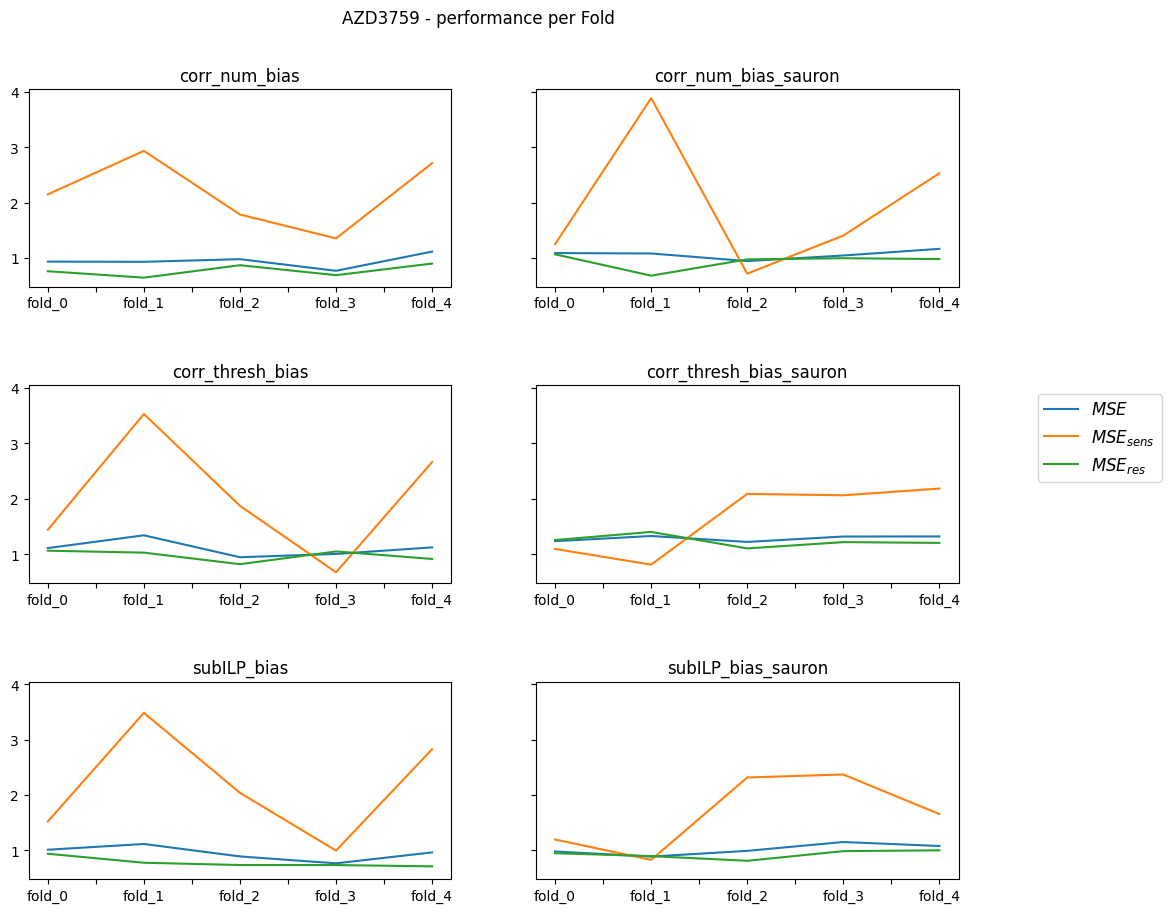 AZD3759 - performance per Fold
corr_num_bias
4
3
2
1
fold_0 fold_1 fold_2 fold_3 fold_4
corr_num_bias_sauron
fold_0 fold_1 fold_2 fold_3 fold_4
corr_thresh_bias
4
3
2
1
fold_0 fold_1 fold_2 fold_3 fold_4
corr_thresh_bias_sauron
fold_0 fold_1 fold_2 fold_3 fold_4
MSE
MSE_sens
MSE_res
subILP_bias
4
3
2
1
fold_0 fold_1 fold_2 fold_3 fold_4
subILP_bias_sauron
fold_0 fold_1 fold_2 fold_3 fold_4